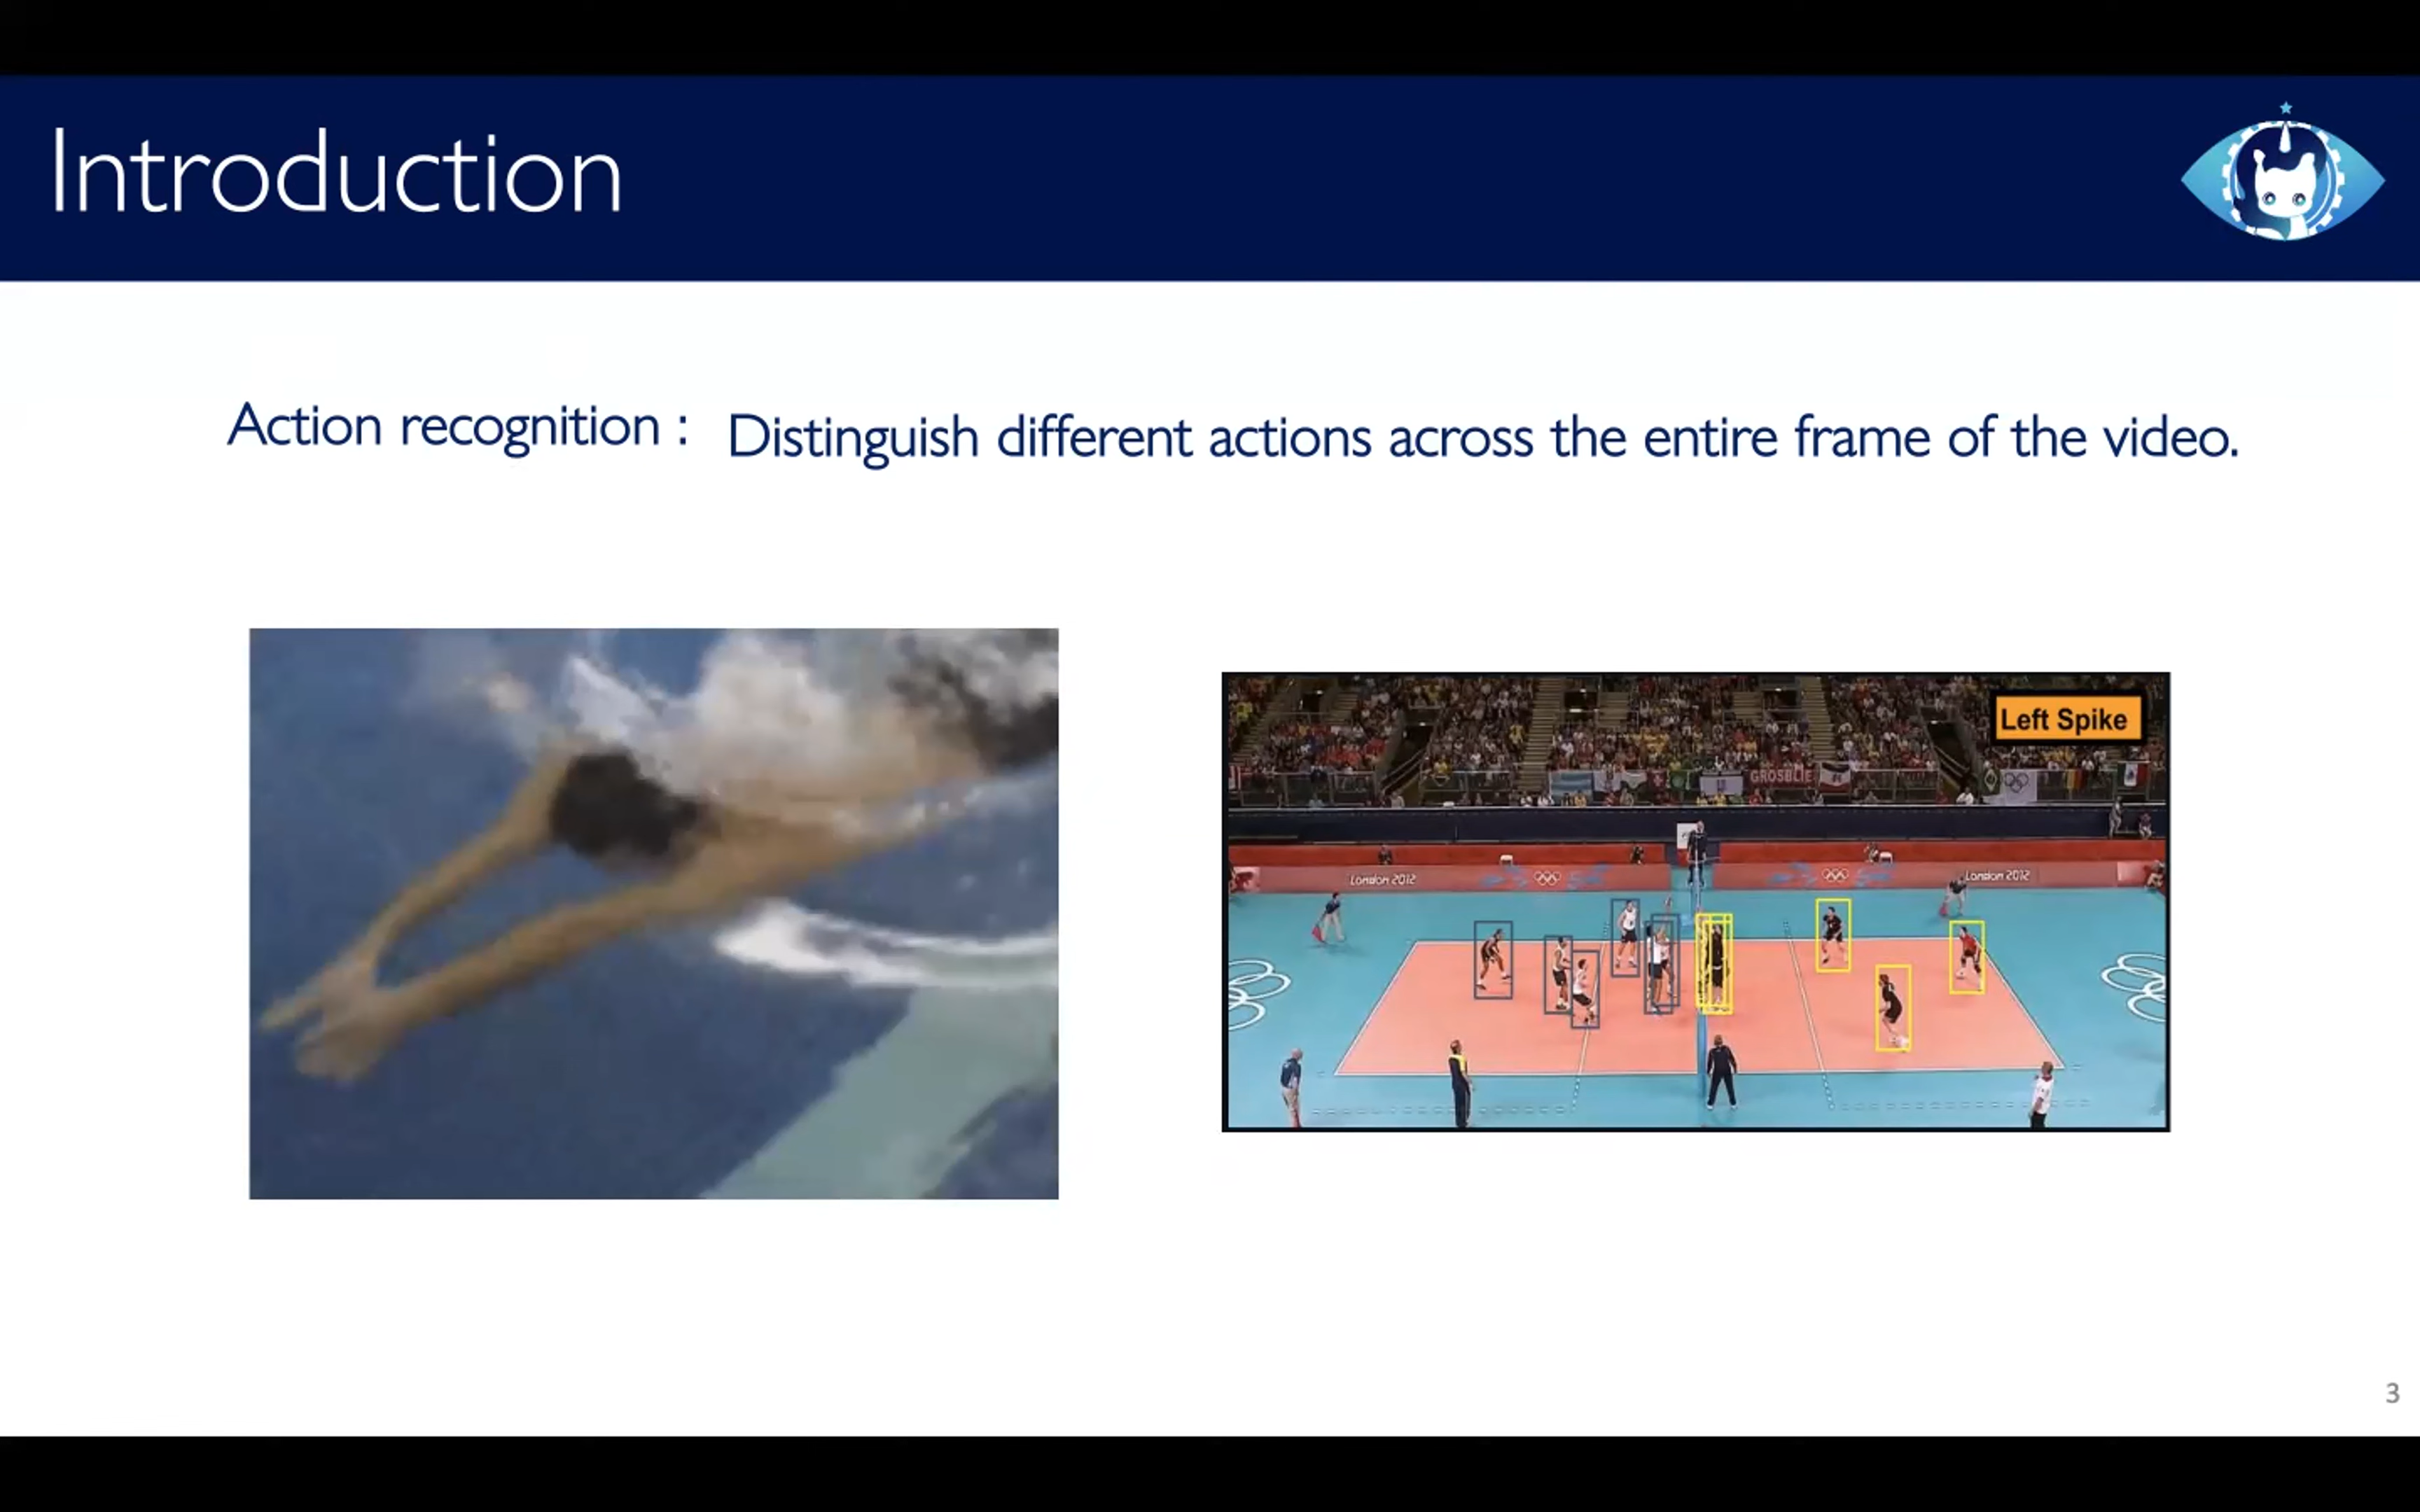 Introduction
Action recognition : Distinguish different actions across the entire frame of the video.
Left Spike
GROSBLIE
London 2012
London 2012
3